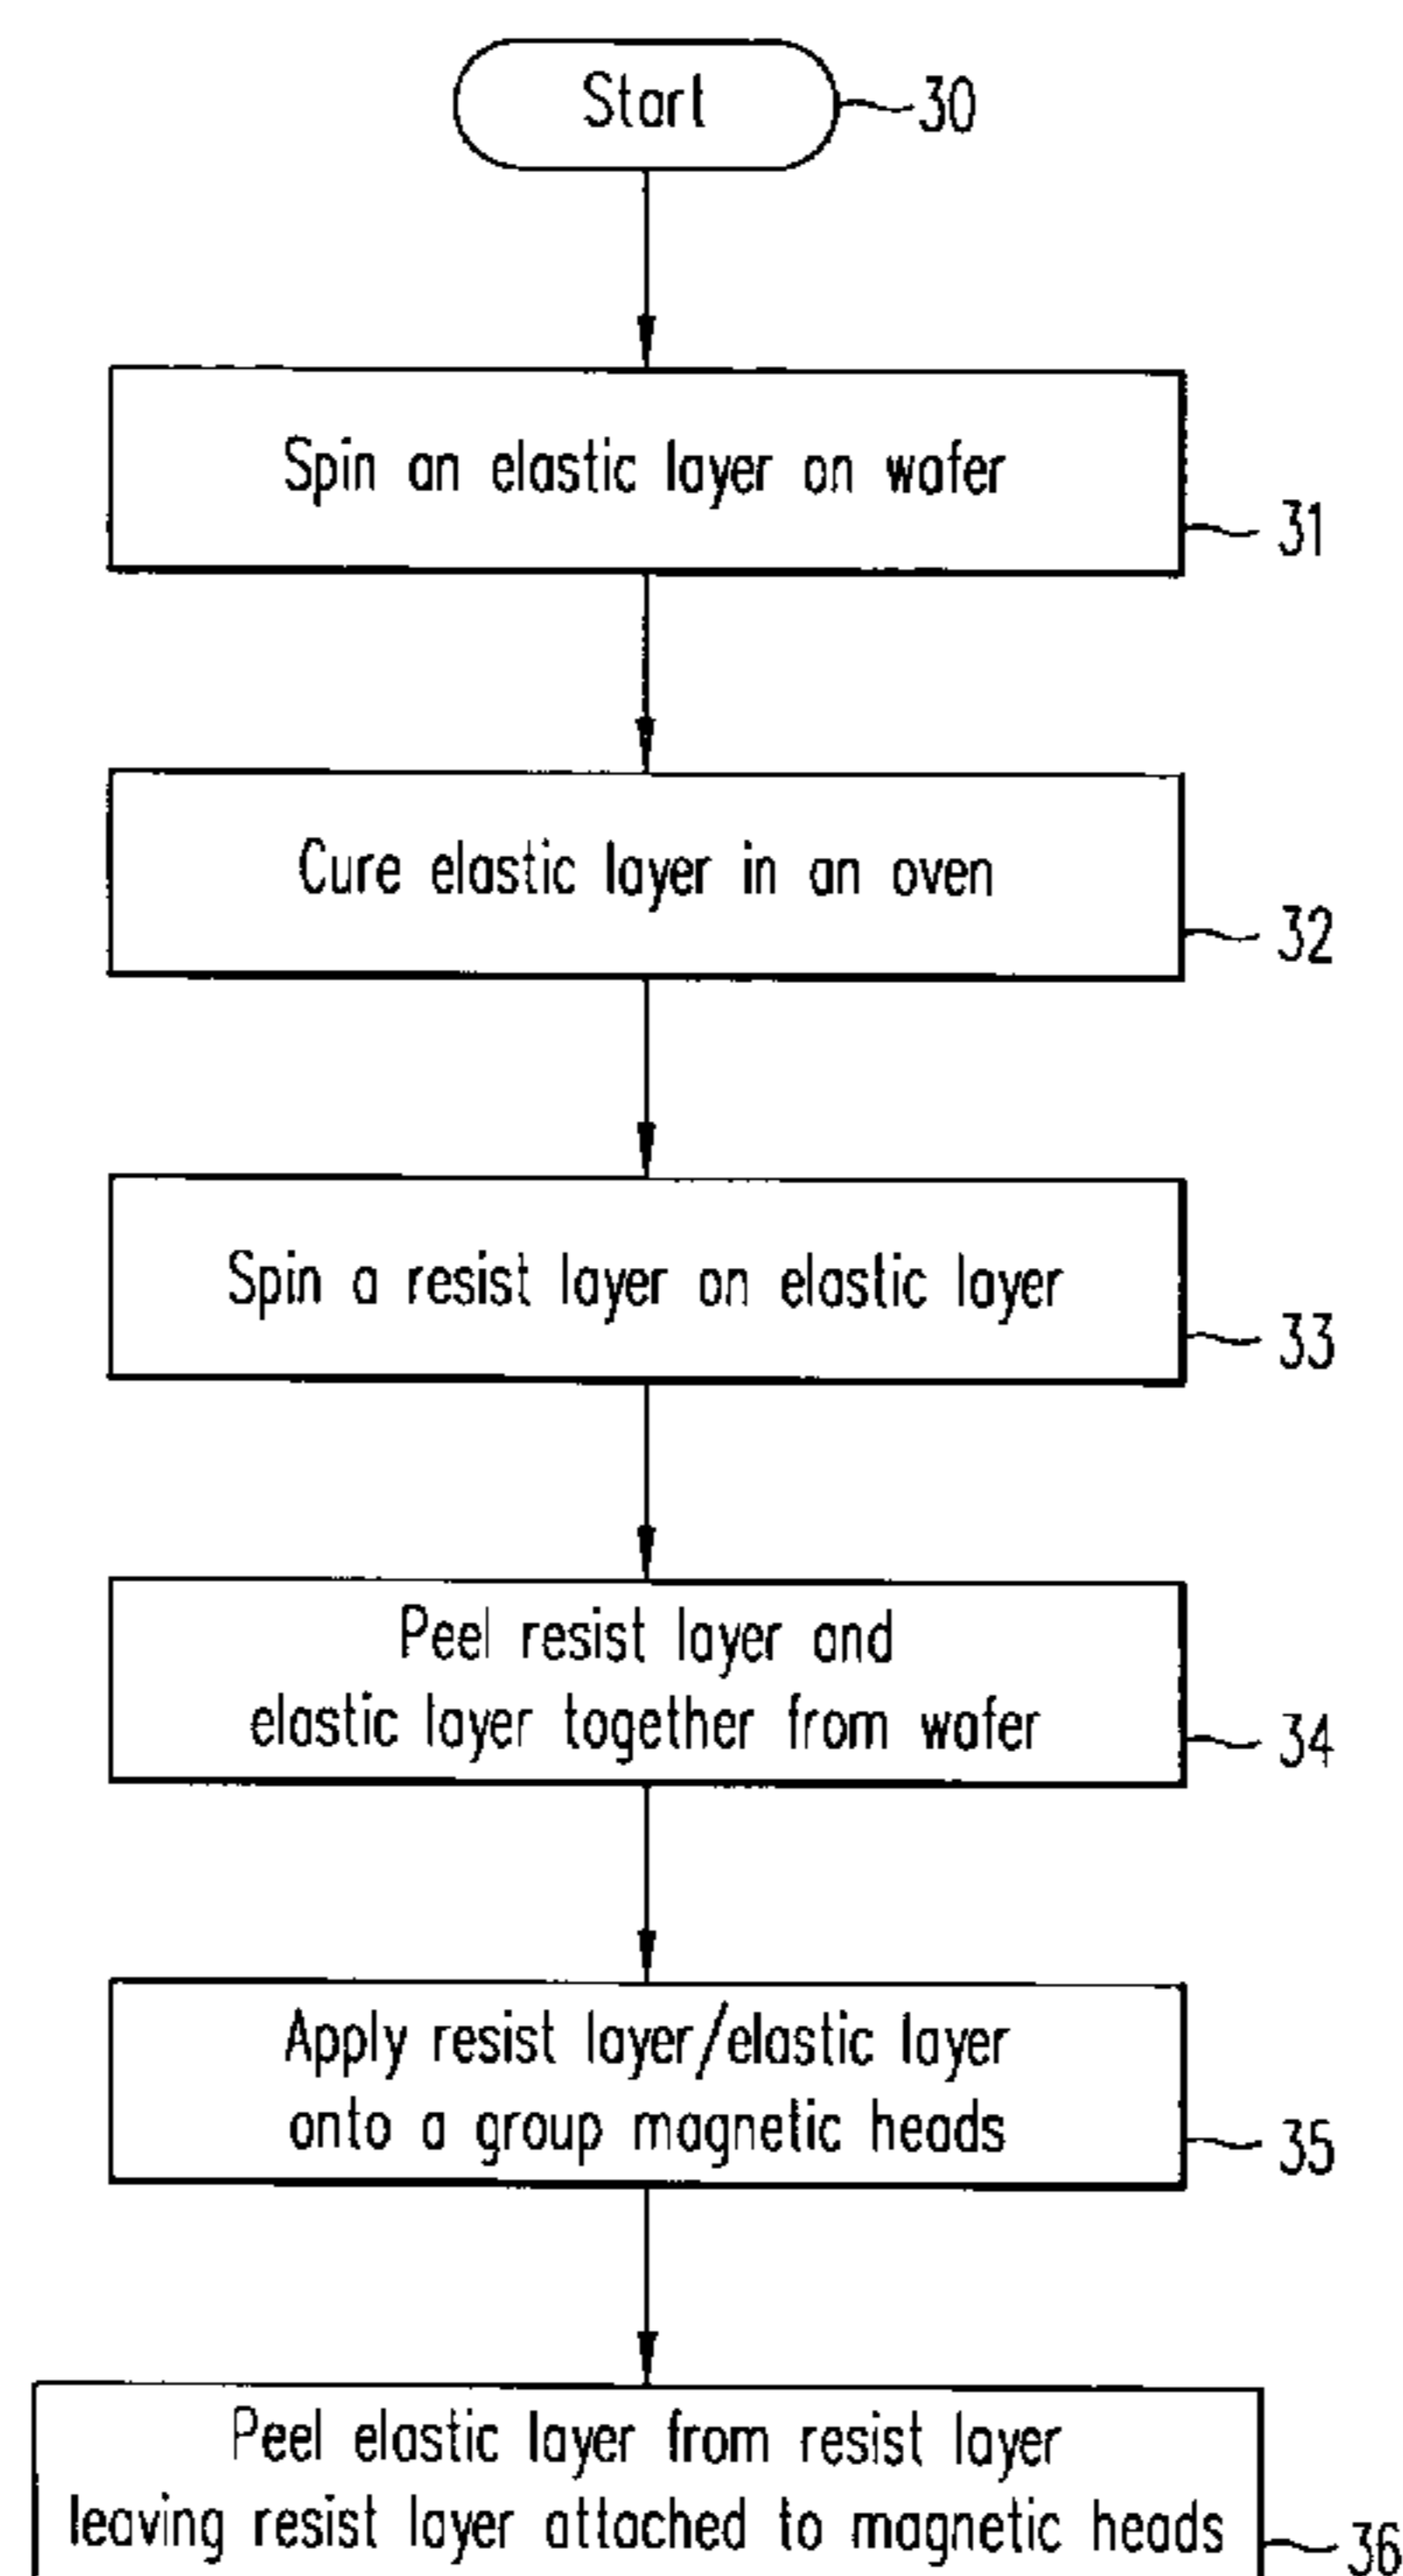 Start
30
Spin an elastic layer on wafer
31
Cure elastic layer in an oven
32
Spin a resist layer on elastic layer
33
Peel resist layer and
elastic layer together from wafer
34
Apply resist layer/elastic layer
onto a group magnetic heads
35
Peel elastic layer from resist layer
leaving resist layer attached to magnetic heads
36